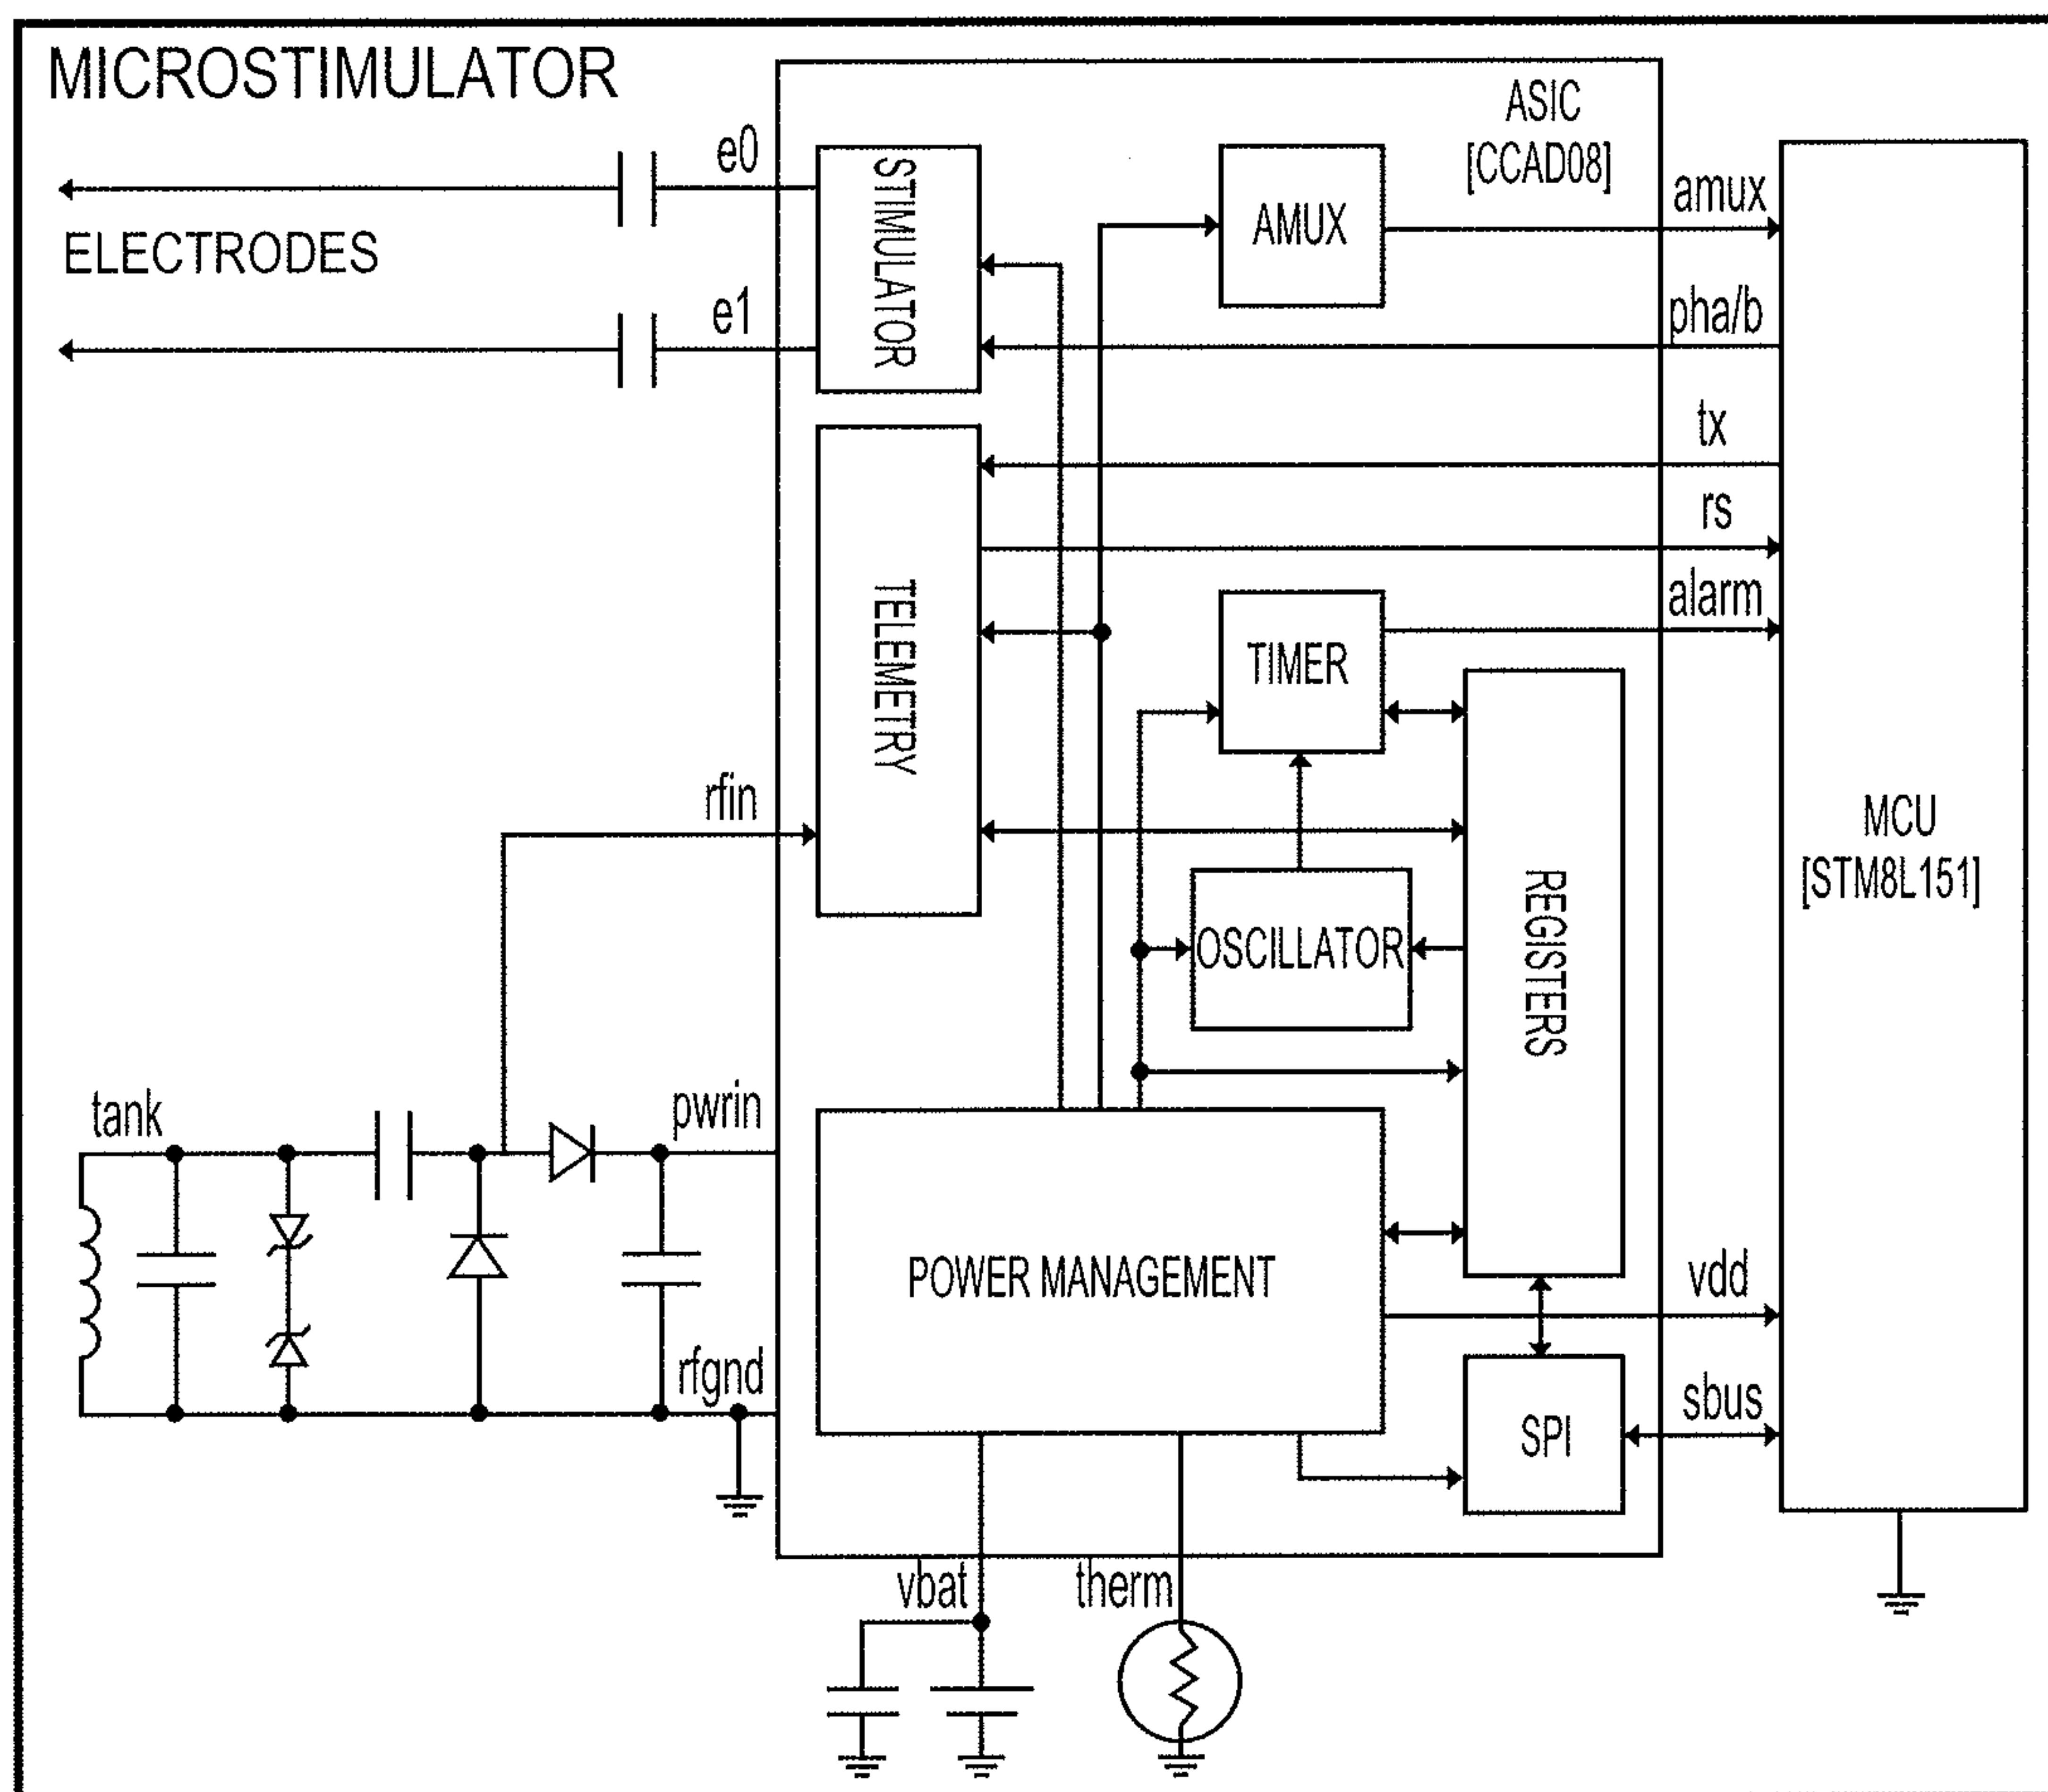 MICROSTIMULATOR
ASIC
[CCAD08]
e0
STIMULATOR
AMUX
amux
ELECTRODES
e1
pha/b
tx
rs
TELEMETRY
TIMER
alarm
rfin
MCU
[STM8L151]
OSCILLATOR
REGISTERS
tank
pwrin
POWER MANAGEMENT
vdd
rfgnd
SPI
sbus
vbat
therm